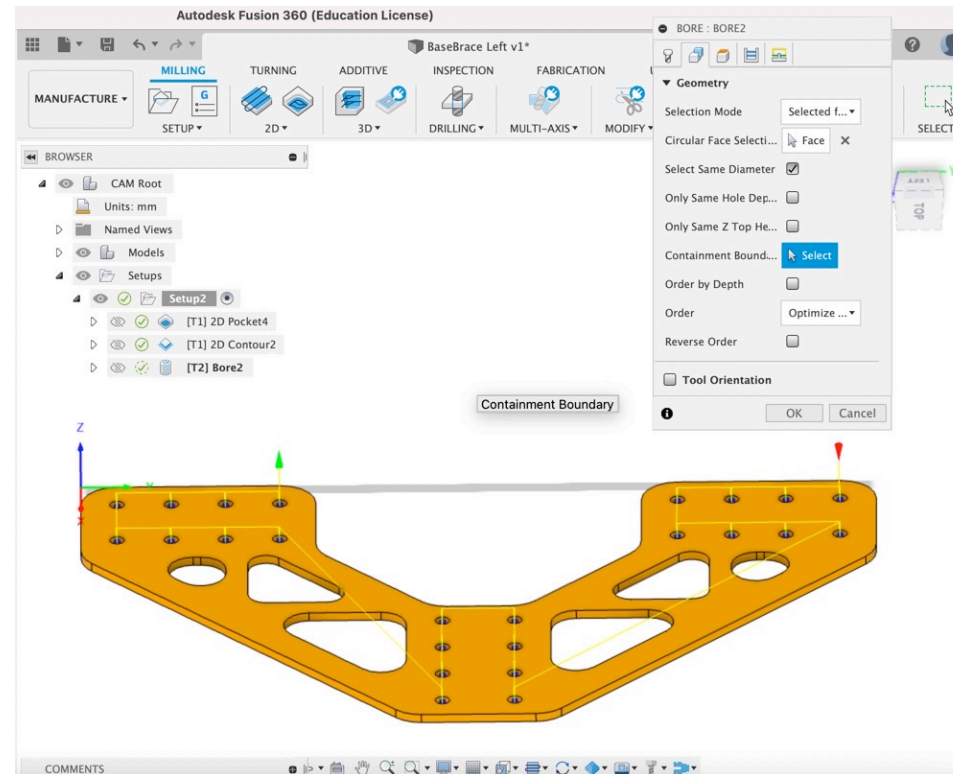 Autodesk Fusion 360 (Education License)
BaseBrace Left v1*
MANUFACTURE
MILLING
TURNING
ADDITIVE
INSPECTION
FABRICATION
G
SETUP
2D
3D
DRILLING
MULTI-AXIS
MODIFY
SELECT
BROWSER
CAM Root
Units: mm
Named Views
Models
Setups
Setup2
[T1] 2D Pocket4
[T1] 2D Contour2
[T2] Bore2
BORE : BORE2
Geometry
Selection Mode Selected f...
Circular Face Selecti... Face
Select Same Diameter
Only Same Hole Dep...
Only Same Z Top He...
Containment Bound... Select
Order by Depth
Order Optimize ...
Reverse Order
Tool Orientation
OK Cancel
LEFT
TOP
Y
Containment Boundary
Z
X
COMMENTS